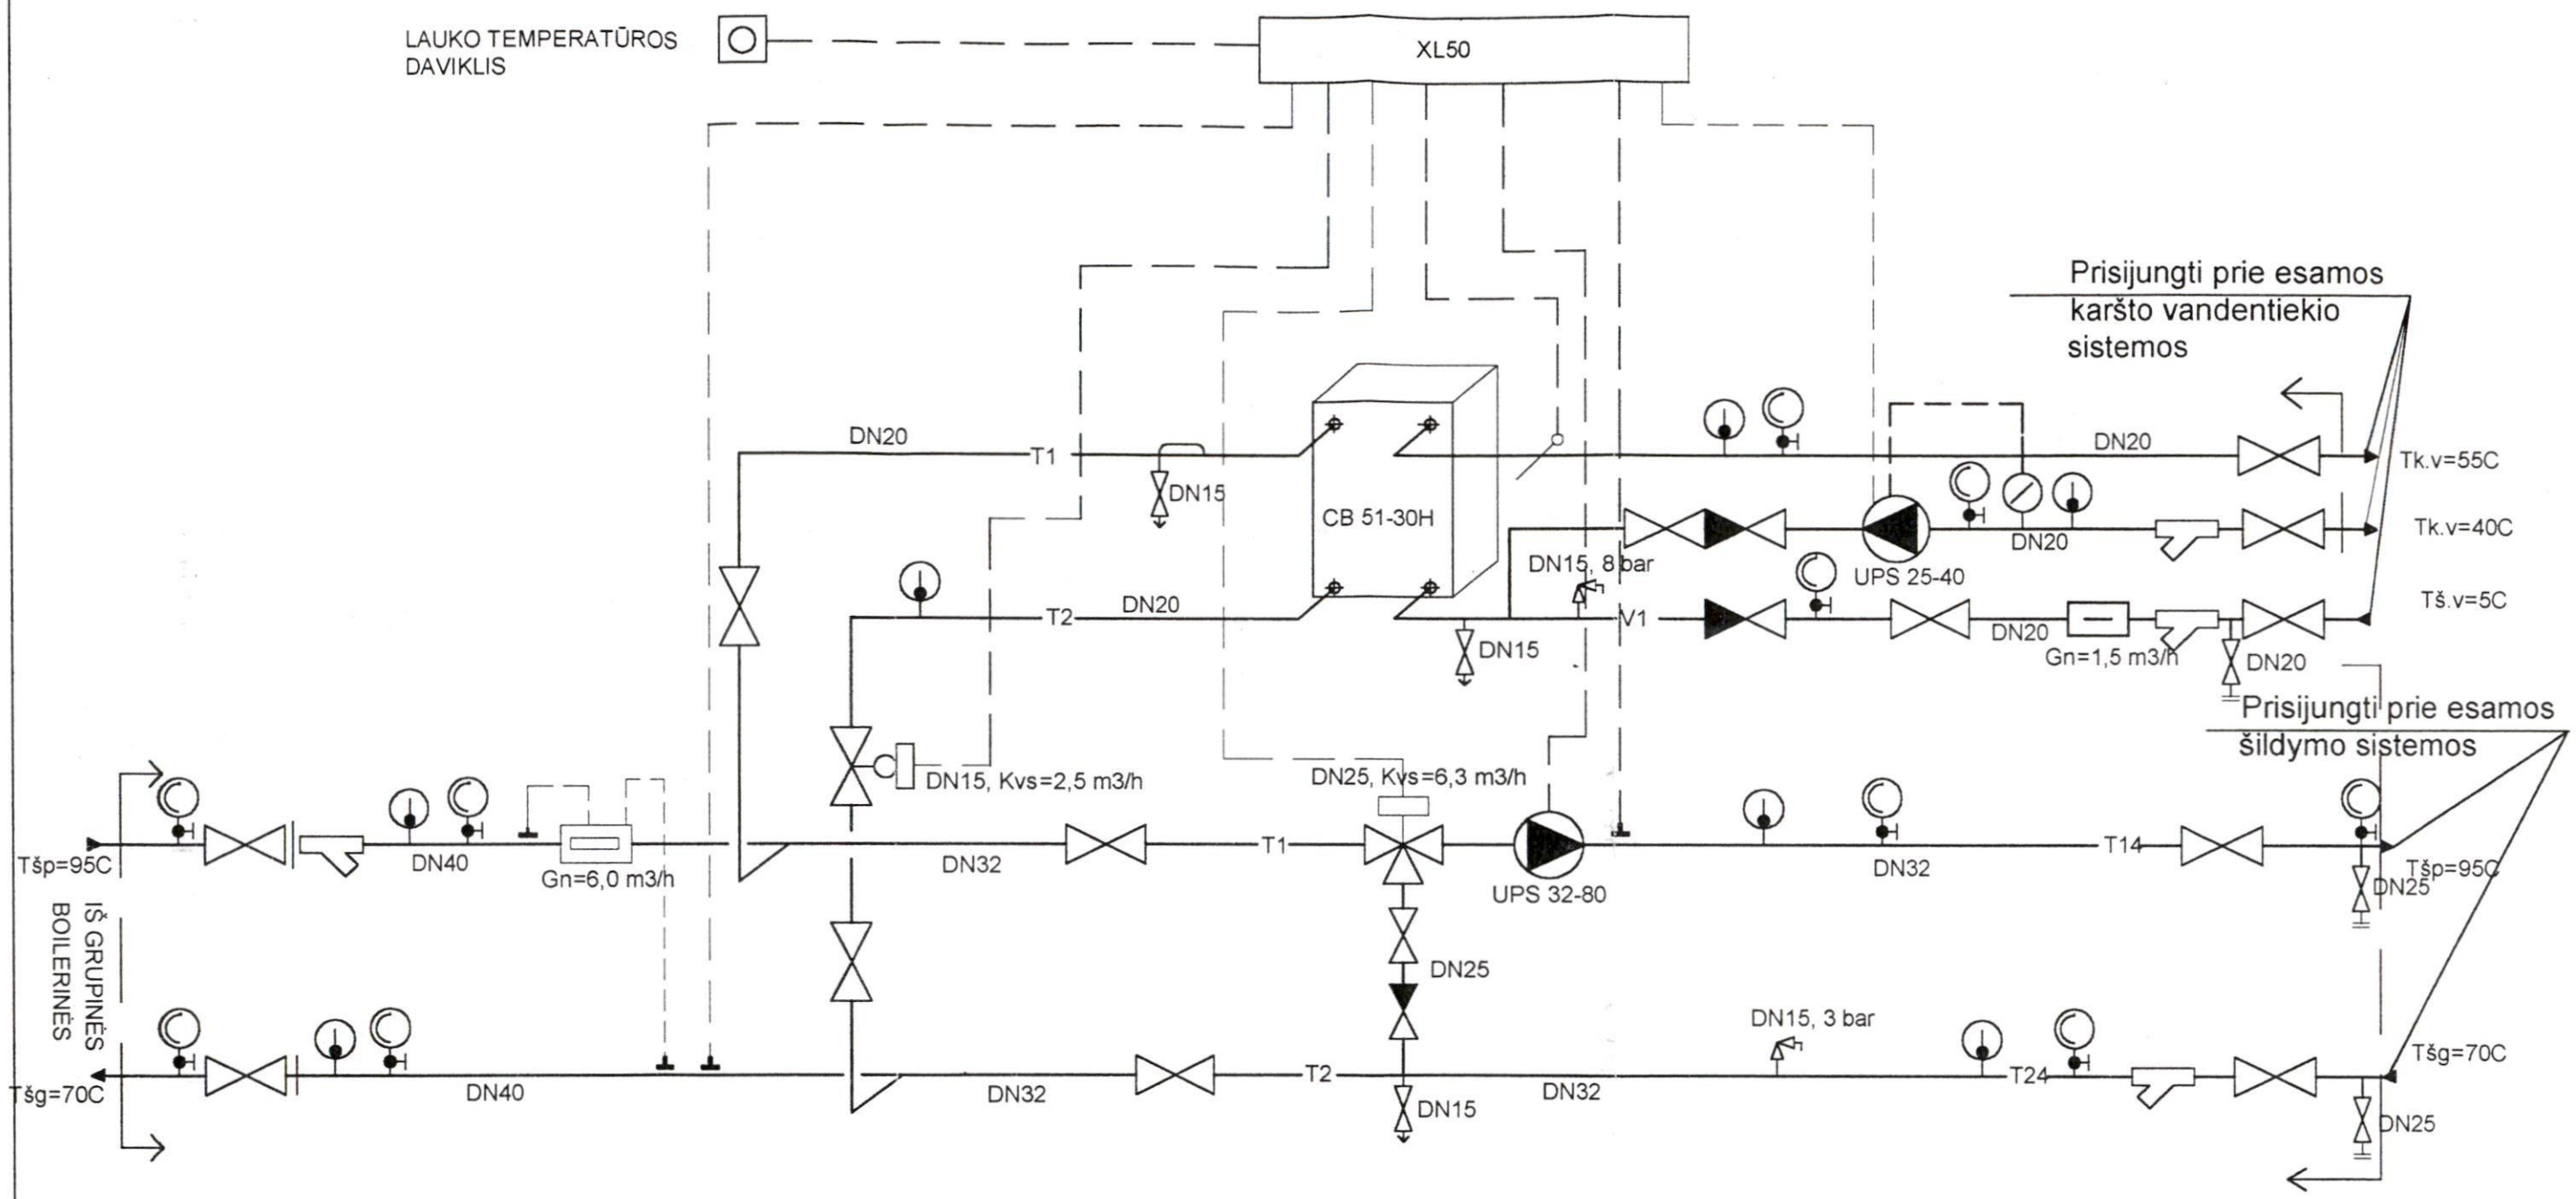 LAUKO TEMPERATŪROS
DAVIKLIS
XL50
Prisijungti prie esamos
karšto vandentiekio
sistemos
DN20
T1
DN15
CB 51-30H
DN20
Tk.v=55C
Tk.v=40C
DN20
UPS 25-40
DN15, 8 bar
T2
DN20
V1
DN15
DN20
Gn=1,5 m3/h
DN20
Tš.v=5C
Prisijungti prie esamos
šildymo sistemos
DN15, Kvs=2,5 m3/h
DN25, Kvs=6,3 m3/h
Tšp=95C
DN40
Gn=6,0 m3/h
DN32
T1
UPS 32-80
DN32
T14
Tšp=95C
DN25
IŠ GRUPINĖS
BOILERINĖS
DN25
DN15, 3 bar
Tšg=70C
DN40
DN32
T2
DN15
DN32
T24
Tšg=70C
DN25